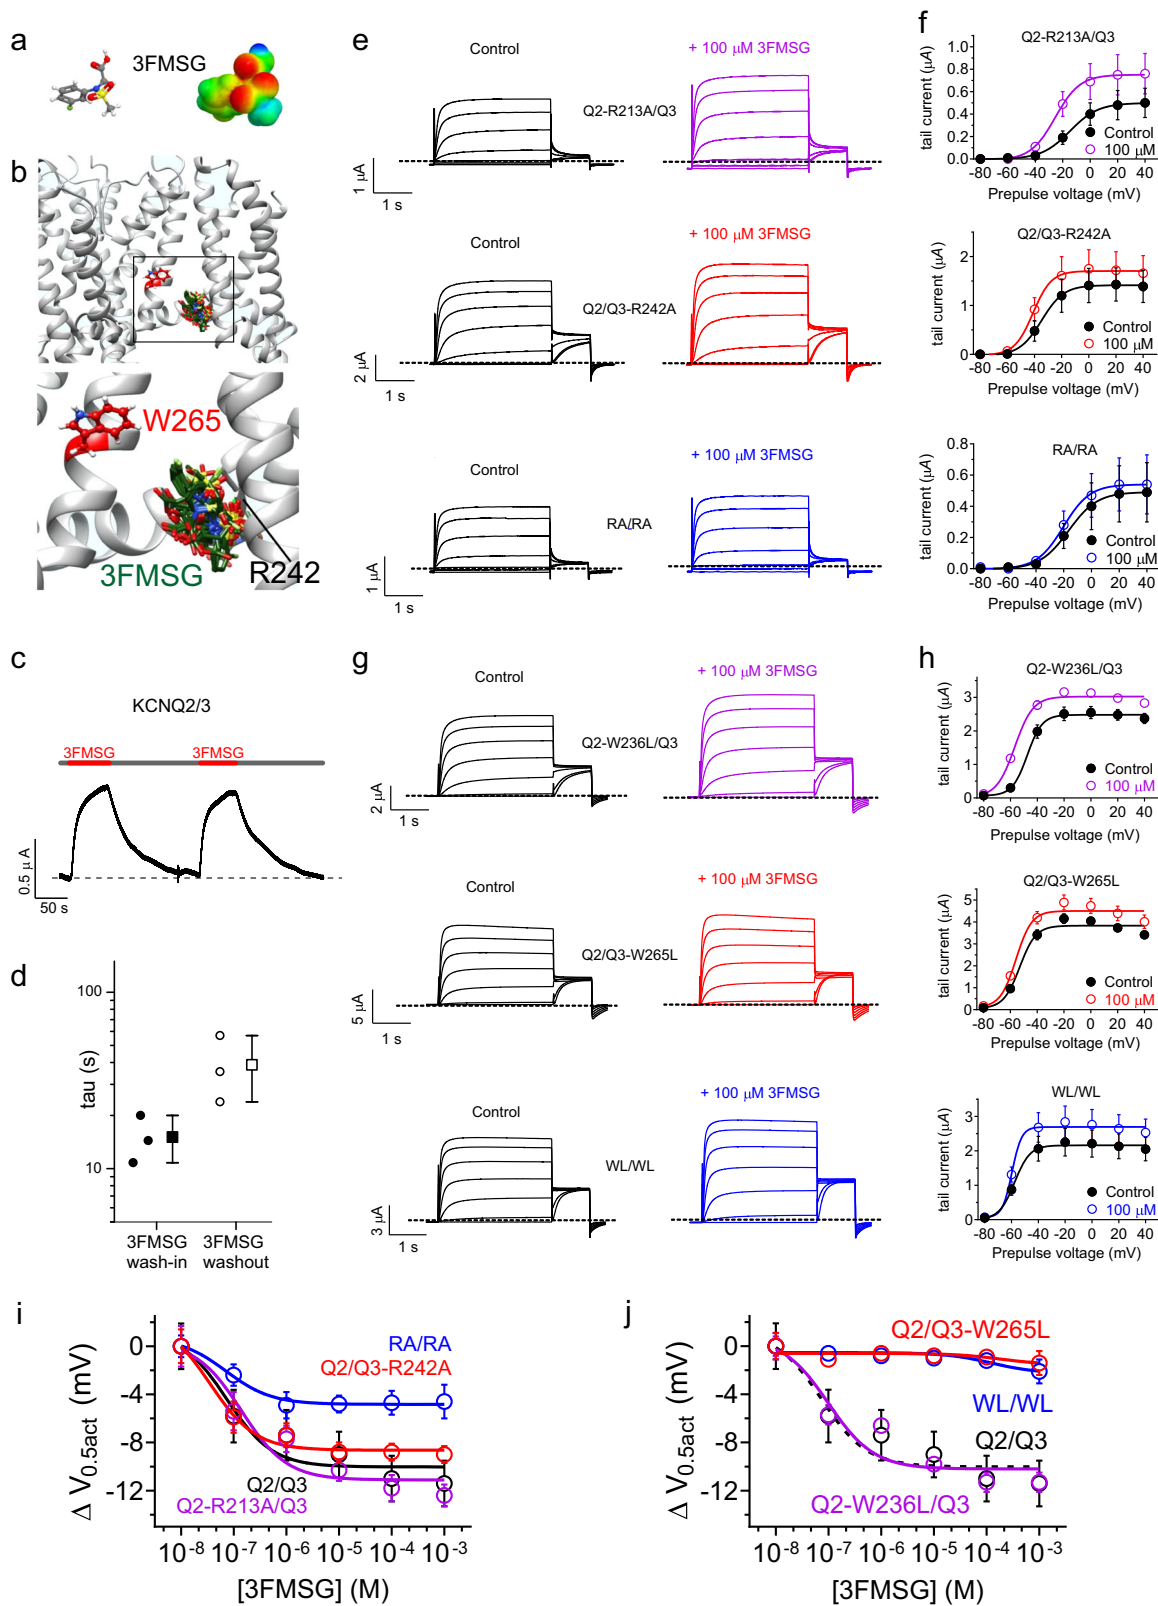 a
3FMSG
b
W265
3FMSG
R242
c
KCNQ2/3
3FMSG 3FMSG
0.5 µ A
50 s
d
tau (s)
100
10
3FMSG wash-in
3FMSG washout
e
Control
+ 100 µM 3FMSG
Q2-R213A/Q3
1 µA
1 s
Control
+ 100 µM 3FMSG
Q2/Q3-R242A
2 µA
1 s
Control
+ 100 µM 3FMSG
RA/RA
1 µA
1 s
f
Q2-R213A/Q3
tail current (µA)
1.0
0.8
0.6
0.4
0.2
0.0
Control
100 µM
-80 -60 -40 -20 0 20 40
Prepulse voltage (mV)
Q2/Q3-R242A
tail current (µA)
2
1
0
Control
100 µM
-80 -60 -40 -20 0 20 40
Prepulse voltage (mV)
RA/RA
tail current (µA)
0.8
0.6
0.4
0.2
0.0
Control
100 µM
-80 -60 -40 -20 0 20 40
Prepulse voltage (mV)
g
Control
+ 100 µM 3FMSG
Q2-W236L/Q3
2 µA
1 s
Control
+ 100 µM 3FMSG
Q2/Q3-W265L
5 µA
1 s
Control
+ 100 µM 3FMSG
WL/WL
3 µA
1 s
h
Q2-W236L/Q3
tail current (µA)
3
2
1
0
Control
100 µM
-80 -60 -40 -20 0 20 40
Prepulse voltage (mV)
Q2/Q3-W265L
tail current (µA)
5
4
3
2
1
0
Control
100 µM
-80 -60 -40 -20 0 20 40
Prepulse voltage (mV)
WL/WL
tail current (µA)
3
2
1
0
Control
100 µM
-80 -60 -40 -20 0 20 40
Prepulse voltage (mV)
i
Δ V0.5act (mV)
0
-4
-8
-12
RA/RA
Q2/Q3-R242A
Q2/Q3
Q2-R213A/Q3
10-8 10-7 10-6 10-5 10-4 10-3
[3FMSG] (M)
j
Δ V0.5act (mV)
0
-4
-8
-12
Q2/Q3-W265L
WL/WL
Q2/Q3
Q2-W236L/Q3
10-8 10-7 10-6 10-5 10-4 10-3
[3FMSG] (M)